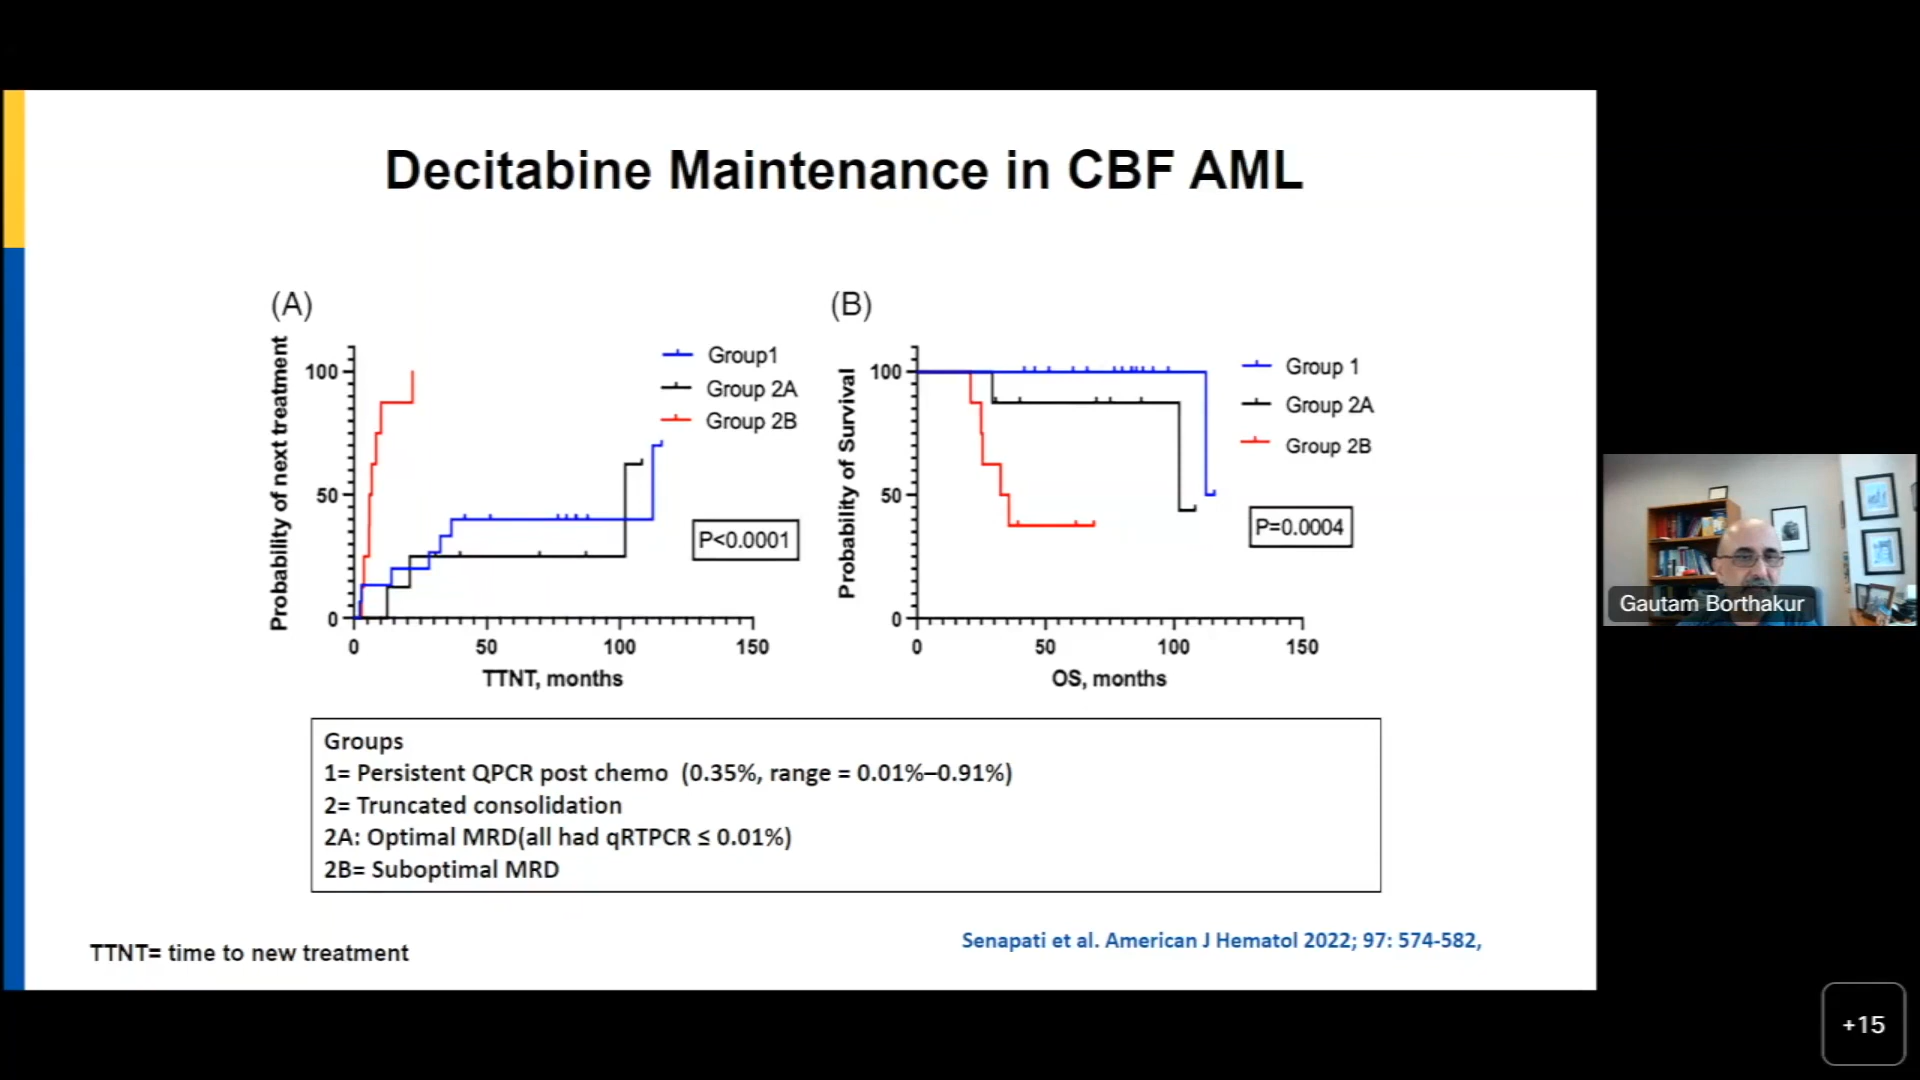 Decitabine Maintenance in CBF AML
(A)
Probability of next treatment
100
50
0
0 50 100 150
TTNT, months
Group1
Group 2A
Group 2B
P<0.0001
(B)
Probability of Survival
100
50
0
0 50 100 150
OS, months
Group 1
Group 2A
Group 2B
P=0.0004
Groups
1= Persistent QPCR post chemo (0.35%, range = 0.01%–0.91%)
2= Truncated consolidation
2A: Optimal MRD(all had qRTPCR ≤ 0.01%)
2B= Suboptimal MRD
TTNT= time to new treatment
Senapati et al. American J Hematol 2022; 97: 574-582,
Gautam Borthakur
+15